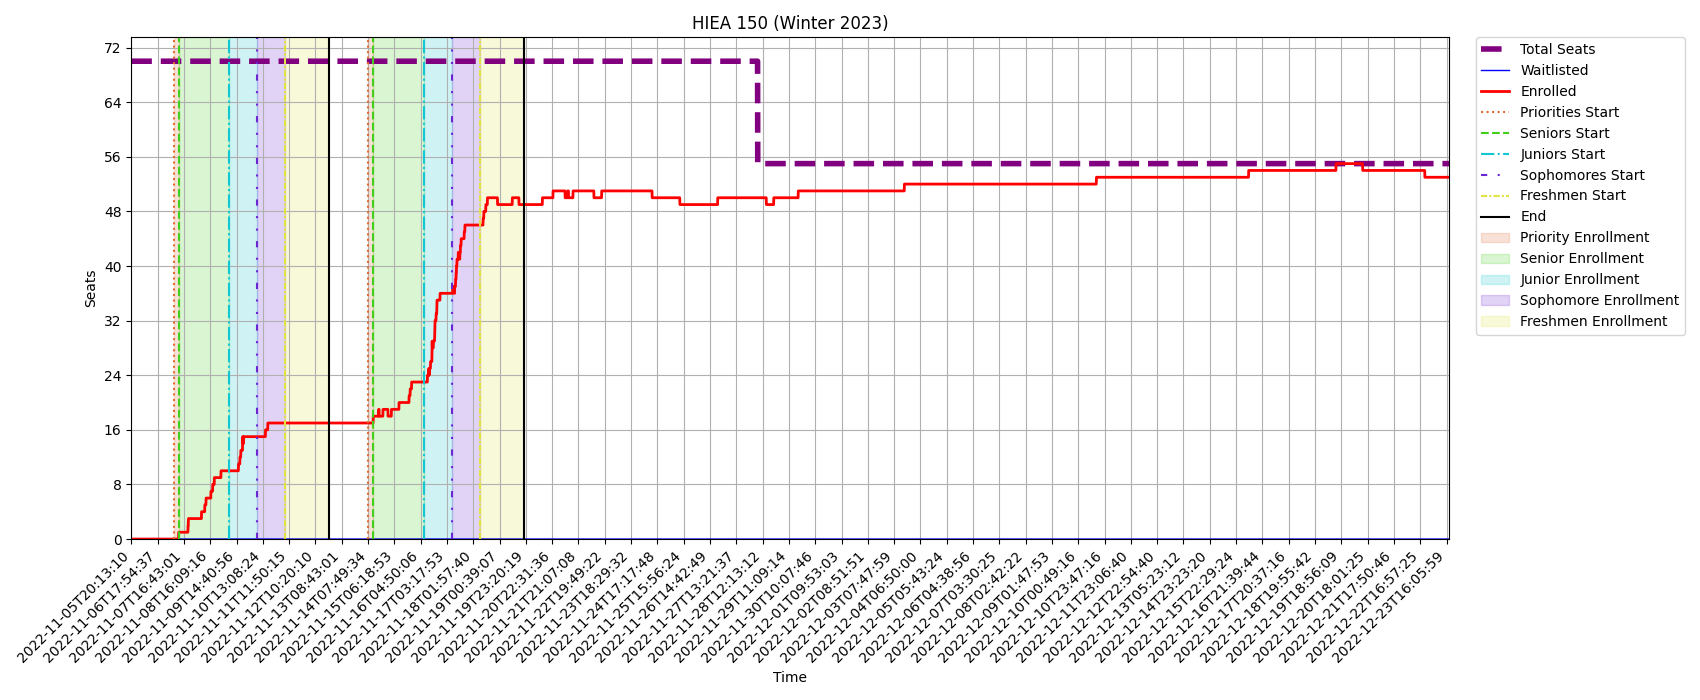 HIEA 150 (Winter 2023)
72
64
56
48
40
32
24
16
8
0
Seats
2022-11-05T20:13:10
2022-11-06T17:54:37
2022-11-07T16:43:01
2022-11-08T16:09:16
2022-11-09T14:40:56
2022-11-10T13:08:24
2022-11-11T11:50:15
2022-11-12T10:20:10
2022-11-13T08:43:01
2022-11-14T07:49:34
2022-11-15T06:18:53
2022-11-16T04:50:06
2022-11-17T03:17:53
2022-11-18T01:57:40
2022-11-19T00:39:07
2022-11-19T23:20:19
2022-11-20T22:31:36
2022-11-21T21:07:08
2022-11-22T19:49:22
2022-11-23T18:29:32
2022-11-24T17:17:48
2022-11-25T15:56:24
2022-11-26T14:42:49
2022-11-27T13:21:37
2022-11-28T12:13:12
2022-11-29T11:09:14
2022-11-30T10:07:46
2022-12-01T09:53:03
2022-12-02T08:51:51
2022-12-03T07:47:59
2022-12-04T06:50:00
2022-12-05T05:43:24
2022-12-06T04:38:56
2022-12-07T03:30:25
2022-12-08T02:42:22
2022-12-09T01:47:53
2022-12-10T00:49:16
2022-12-10T23:47:16
2022-12-11T23:06:40
2022-12-12T22:54:40
2022-12-13T05:23:12
2022-12-14T23:23:20
2022-12-15T22:29:24
2022-12-16T21:39:44
2022-12-17T20:37:16
2022-12-18T19:55:42
2022-12-19T18:56:09
2022-12-20T18:01:25
2022-12-21T17:50:46
2022-12-22T16:57:25
2022-12-23T16:05:59
Time
Total Seats
Waitlisted
Enrolled
Priorities Start
Seniors Start
Juniors Start
Sophomores Start
Freshmen Start
End
Priority Enrollment
Senior Enrollment
Junior Enrollment
Sophomore Enrollment
Freshmen Enrollment